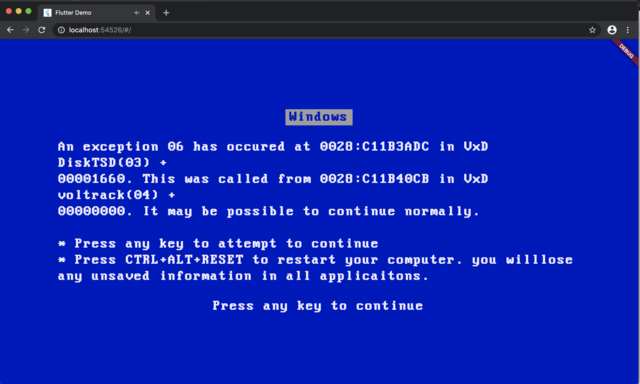 Flutter Demo
localhost:54526/#/
DEBUG
Windows
An exception 06 has occured at 0028:C11B3ADC in VxD
DiskTSD(03) +
00001660. This was called from 0028:C11B40CB in VxD
voltrack(04) +
00000000. It may be possible to continue normally.
* Press any key to attempt to continue
* Press CTRL+ALT+RESET to restart your computer. you willlose
any unsaved information in all applicaitons.
Press any key to continue